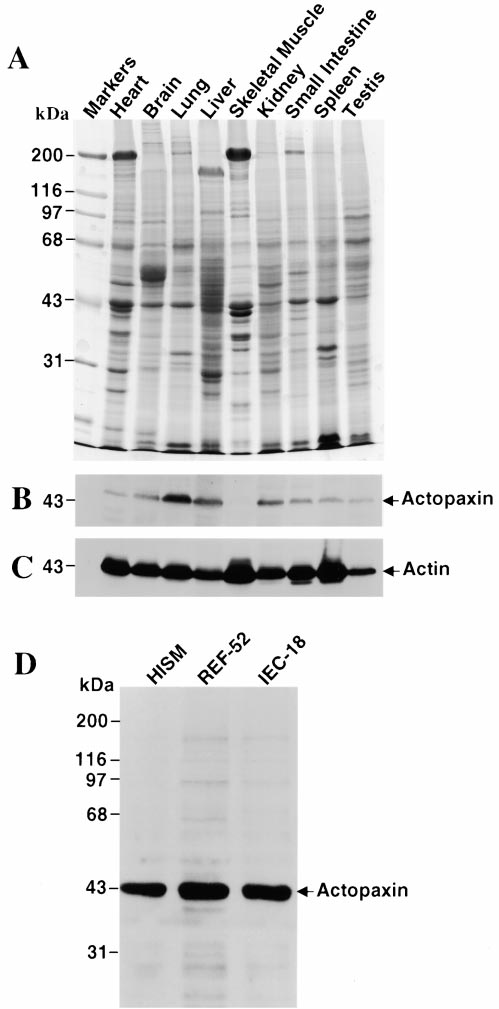 A
Markers
Heart
Brain
Lung
Liver
Skeletal Muscle
Kidney
Small Intestine
Spleen
Testis
kDa
200
116
97
68
43
31
B
43
Actopaxin
C
43
Actin
D
HISM
REF-52
IEC-18
kDa
200
116
97
68
43
Actopaxin
31